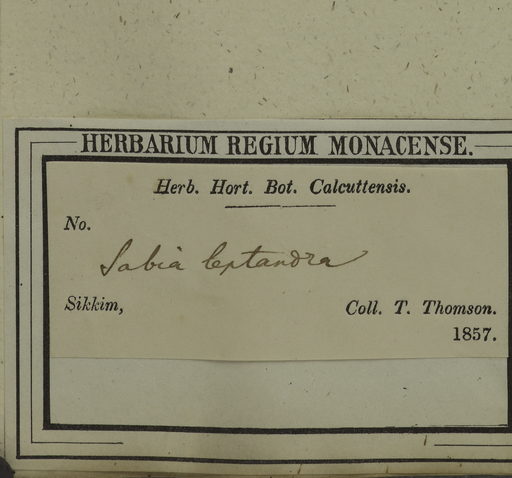 HERBARIUM REGIUM MONACENSE.
Herb. Hort. Bot. Calcuttensis.
No.
Sabia leptandra
Sikkim, Coll. T. Thomson.
1857.